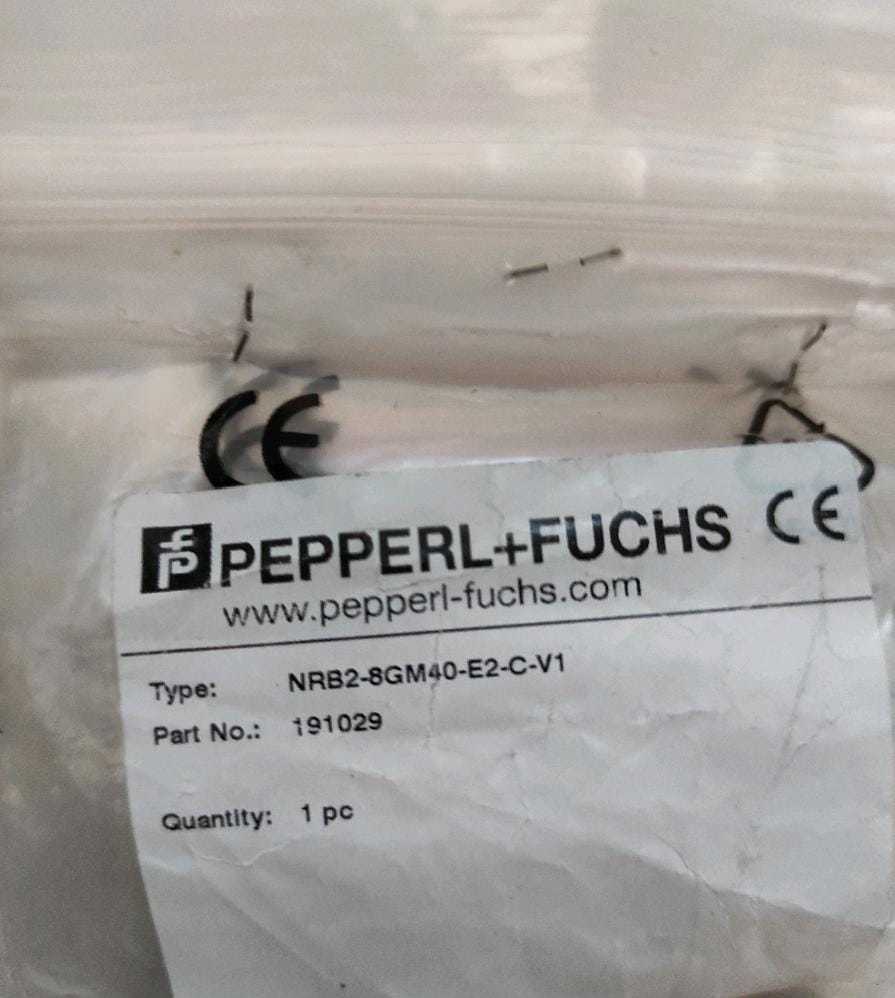 CE
PEPPERL+FUCHS CE
www.pepperl-fuchs.com
Type: NRB2-8GM40-E2-C-V1
Part No.: 191029
Quantity: 1 pc